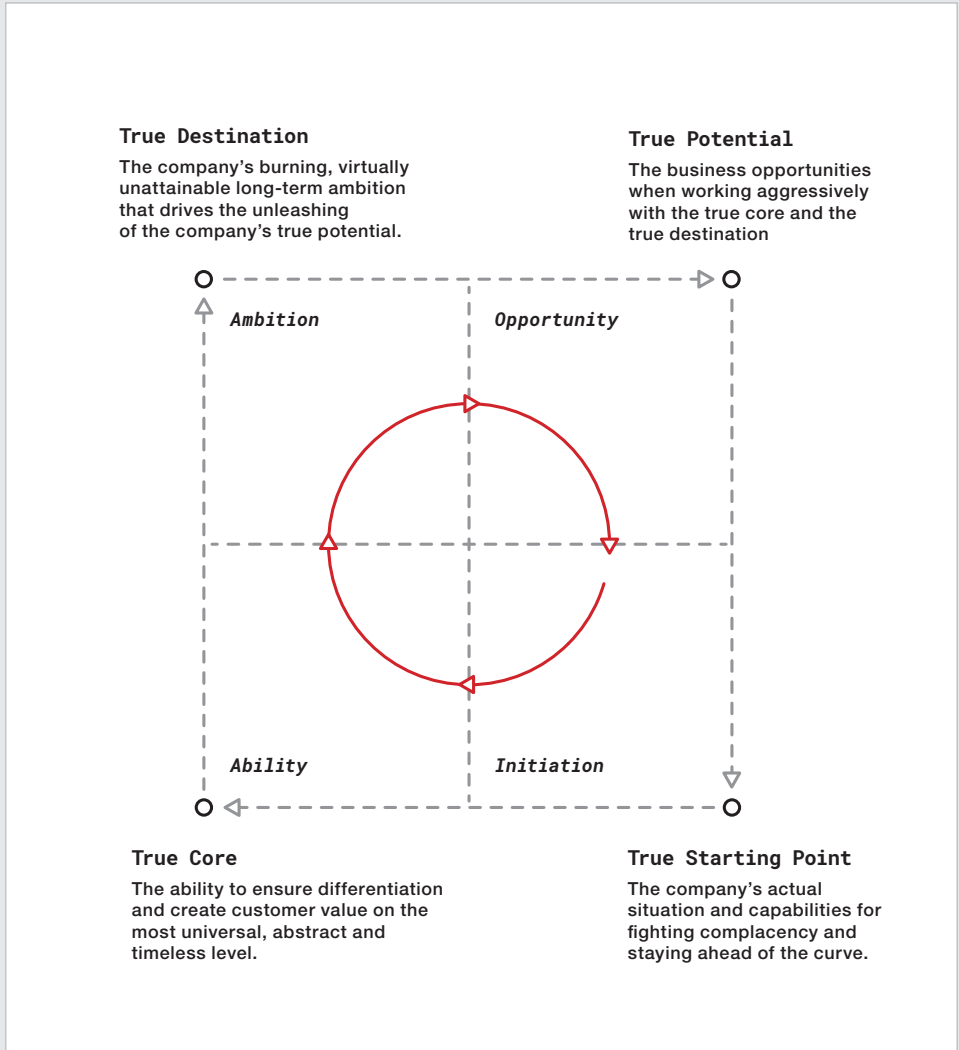 True Destination
The company’s burning, virtually
unattainable long-term ambition
that drives the unleashing
of the company’s true potential.
True Potential
The business opportunities
when working aggressively
with the true core and the
true destination
Ambition
Opportunity
Ability
Initiation
True Core
The ability to ensure differentiation
and create customer value on the
most universal, abstract and
timeless level.
True Starting Point
The company’s actual
situation and capabilities for
fighting complacency and
staying ahead of the curve.